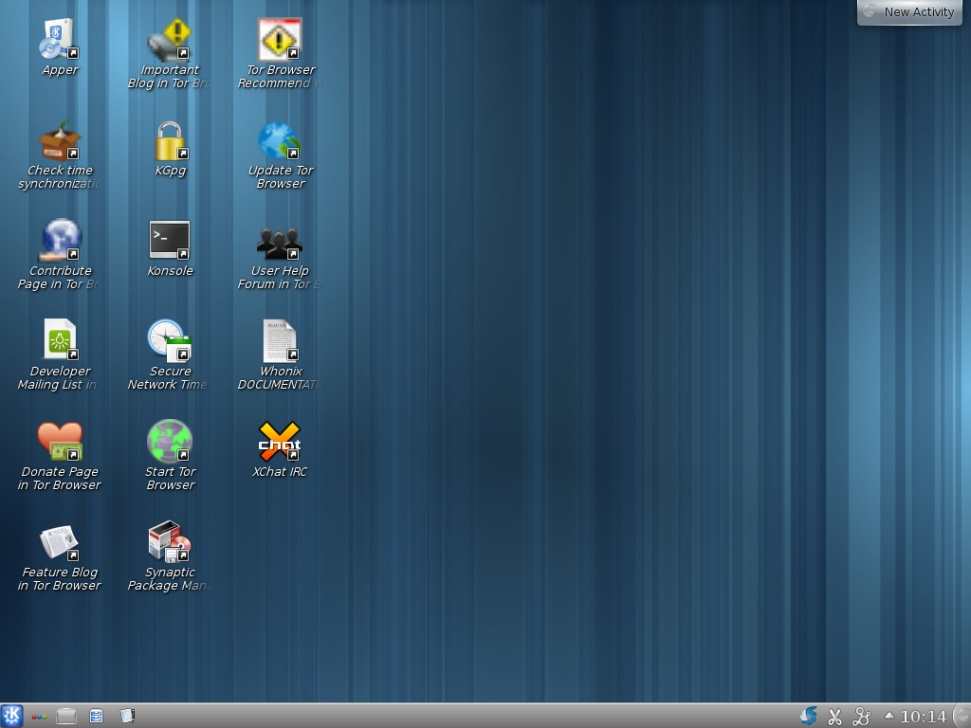 New Activity
Apper
Important
Blog in Tor Bro
Tor Browser
Recommend
Check time
synchronizatio
KGpg
Update Tor
Browser
Contribute
Page in Tor Br
>_
Konsole
User Help
Forum in Tor B
Developer
Mailing List in
Secure
Network Time
Whonix
DOCUMENTAT
Donate Page
in Tor Browser
Start Tor
Browser
chat
XChat IRC
Feature Blog
in Tor Browser
Synaptic
Package Man
10:14